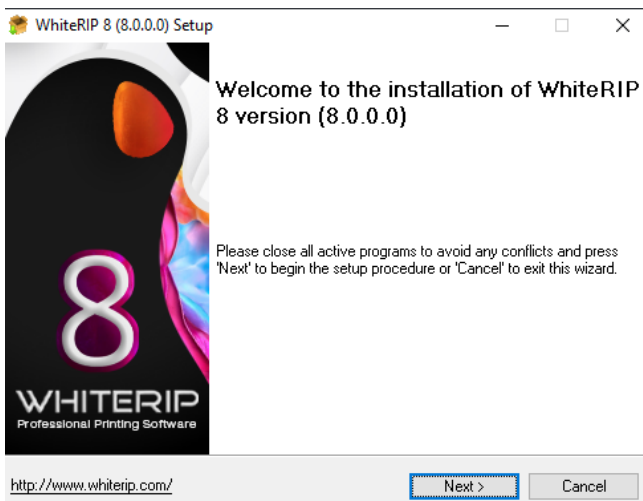 WhiteRIP 8 (8.0.0.0) Setup
Welcome to the installation of WhiteRIP
8 version (8.0.0.0)
Please close all active programs to avoid any conflicts and press
'Next' to begin the setup procedure or 'Cancel' to exit this wizard.
8
WHITERIP
Professional Printing Software
http://www.whiterip.com/
Next >
Cancel